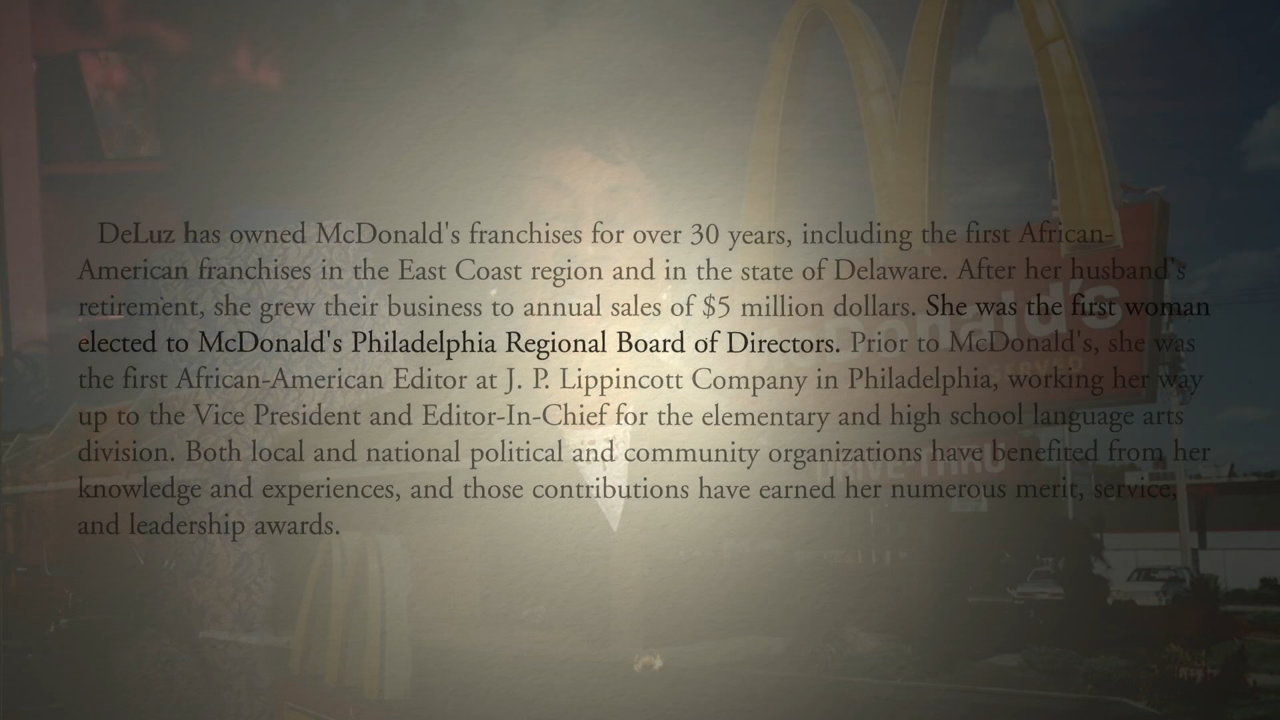 DeLuz has owned McDonald's franchises for over 30 years, including the first African-
American franchises in the East Coast region and in the state of Delaware. After her husband's
retirement, she grew their business to annual sales of $5 million dollars. She was the first woman
elected to McDonald's Philadelphia Regional Board of Directors. Prior to McDonald's, she was
the first African-American Editor at J. P. Lippincott Company in Philadelphia, working her way
up to the Vice President and Editor-In-Chief for the elementary and high school language arts
division. Both local and national political and community organizations have benefited from her
knowledge and experiences, and those contributions have earned her numerous merit, service,
and leadership awards.
McDonald's
DRIVE-THRU